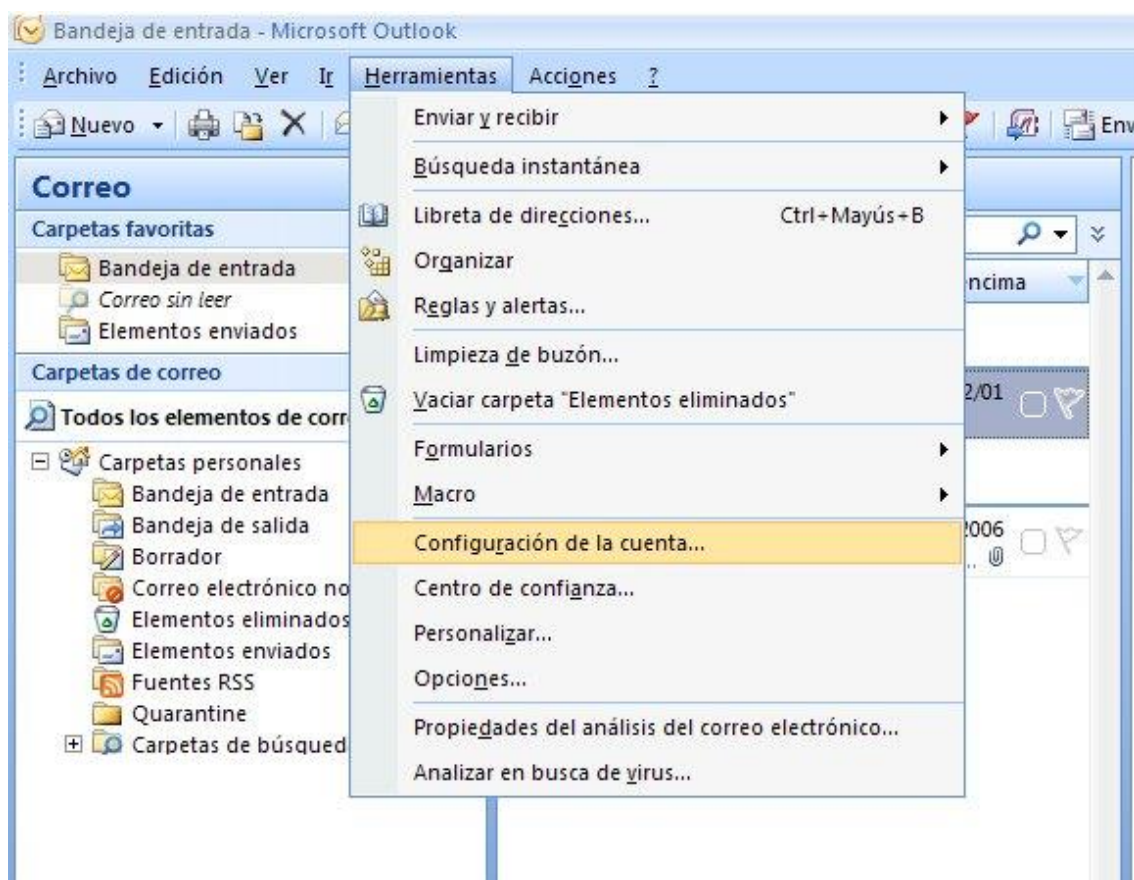 Bandeja de entrada - Microsoft Outlook
Archivo Edición Ver Ir Herramientas Acciones ?
Nuevo
Correo
Carpetas favoritas
Bandeja de entrada
Correo sin leer
Elementos enviados
Carpetas de correo
Todos los elementos de corr
Carpetas personales
Bandeja de entrada
Bandeja de salida
Borrador
Correo electrónico no
Elementos eliminados
Elementos enviados
Fuentes RSS
Quarantine
Carpetas de búsqued
Enviar y recibir
Búsqueda instantánea
Libreta de direcciones... Ctrl+Mayús+B
Organizar
Reglas y alertas...
Limpieza de buzón...
Vaciar carpeta "Elementos eliminados"
Formularios
Macro
Configuración de la cuenta...
Centro de confianza...
Personalizar...
Opciones...
Propiedades del análisis del correo electrónico...
Analizar en busca de virus...
Env
ncima
2/01
2006